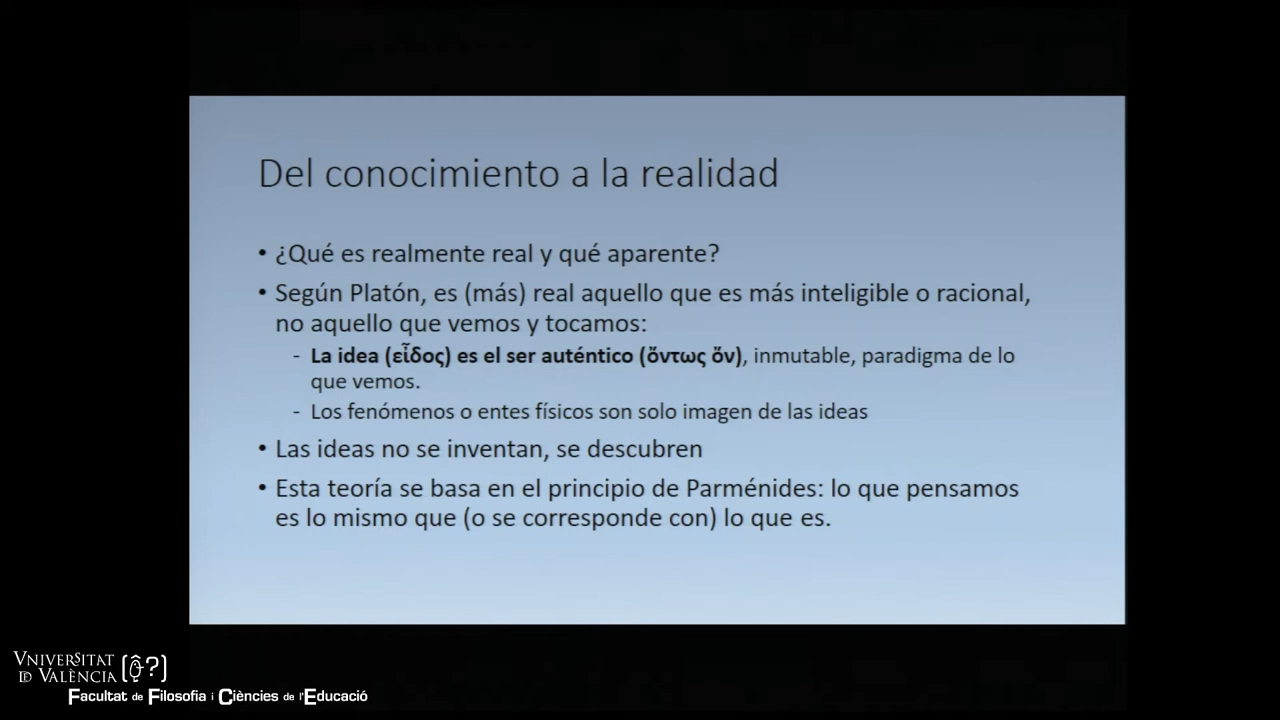 Del conocimiento a la realidad
• ¿Qué es realmente real y qué aparente?
• Según Platón, es (más) real aquello que es más inteligible o racional,
no aquello que vemos y tocamos:
- La idea (εἶδος) es el ser auténtico (ὄντως ὄν), inmutable, paradigma de lo
que vemos.
- Los fenómenos o entes físicos son solo imagen de las ideas
• Las ideas no se inventan, se descubren
• Esta teoría se basa en el principio de Parménides: lo que pensamos
es lo mismo que (o se corresponde con) lo que es.
VNIVERSITAT
DE VALÈNCIA
Facultat de Filosofia i Ciències de l'Educació